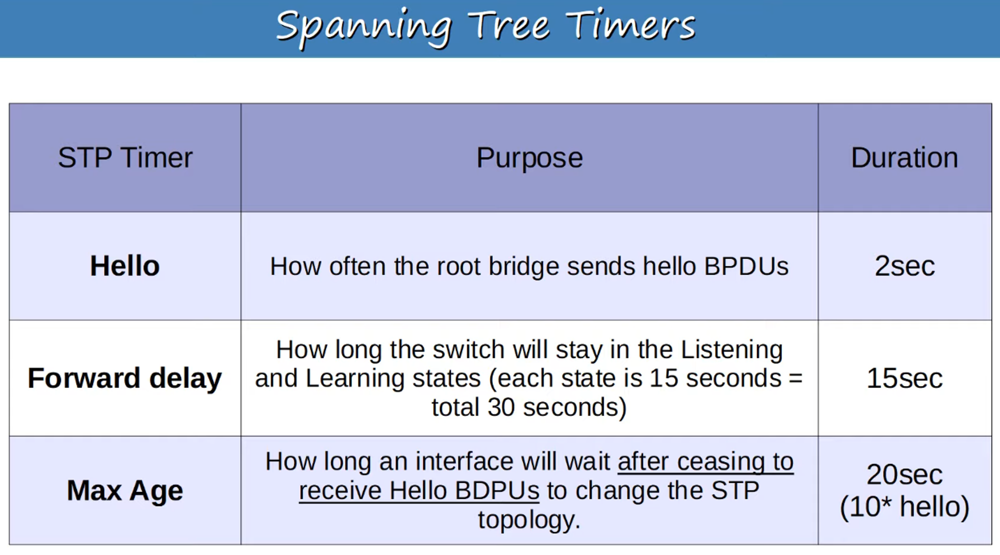 Spanning Tree Timers
STP Timer
Purpose
Duration
Hello
How often the root bridge sends hello BPDUs
2sec
Forward delay
How long the switch will stay in the Listening
and Learning states (each state is 15 seconds =
total 30 seconds)
15sec
Max Age
How long an interface will wait after ceasing to
receive Hello BDPUs to change the STP
topology.
20sec
(10* hello)